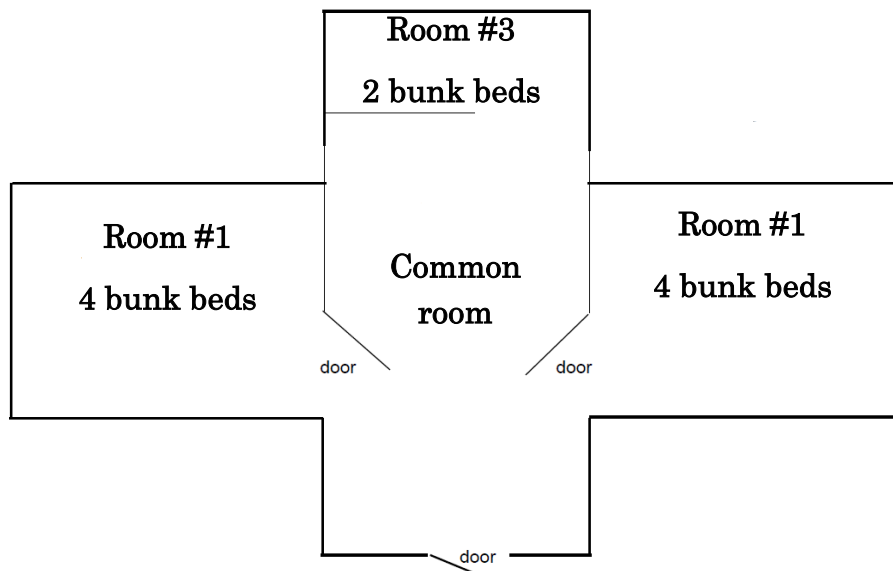 Room #3
2 bunk beds
Room #1
4 bunk beds
Common
room
Room #1
4 bunk beds
door
door
door